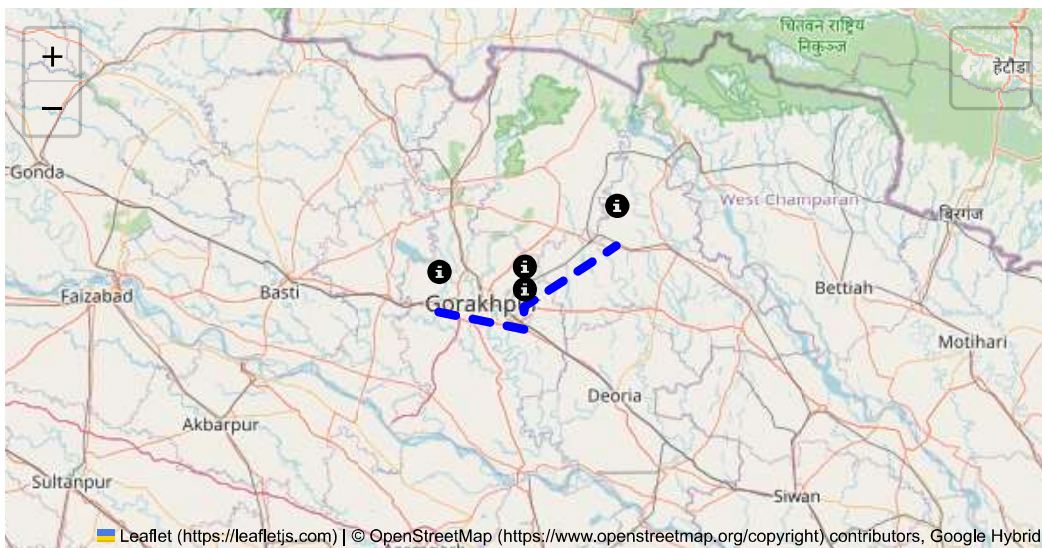 चितवन राष्ट्रिय
निकुञ्ज
+
हेटौडा
−
Gonda
West Champaran
बिरगंज
Bettiah
Faizabad
Basti
Gorakhpur
Motihari
Deoria
Akbarpur
Sultanpur
Siwan
Leaflet (https://leafletjs.com) | © OpenStreetMap (https://www.openstreetmap.org/copyright) contributors, Google Hybrid